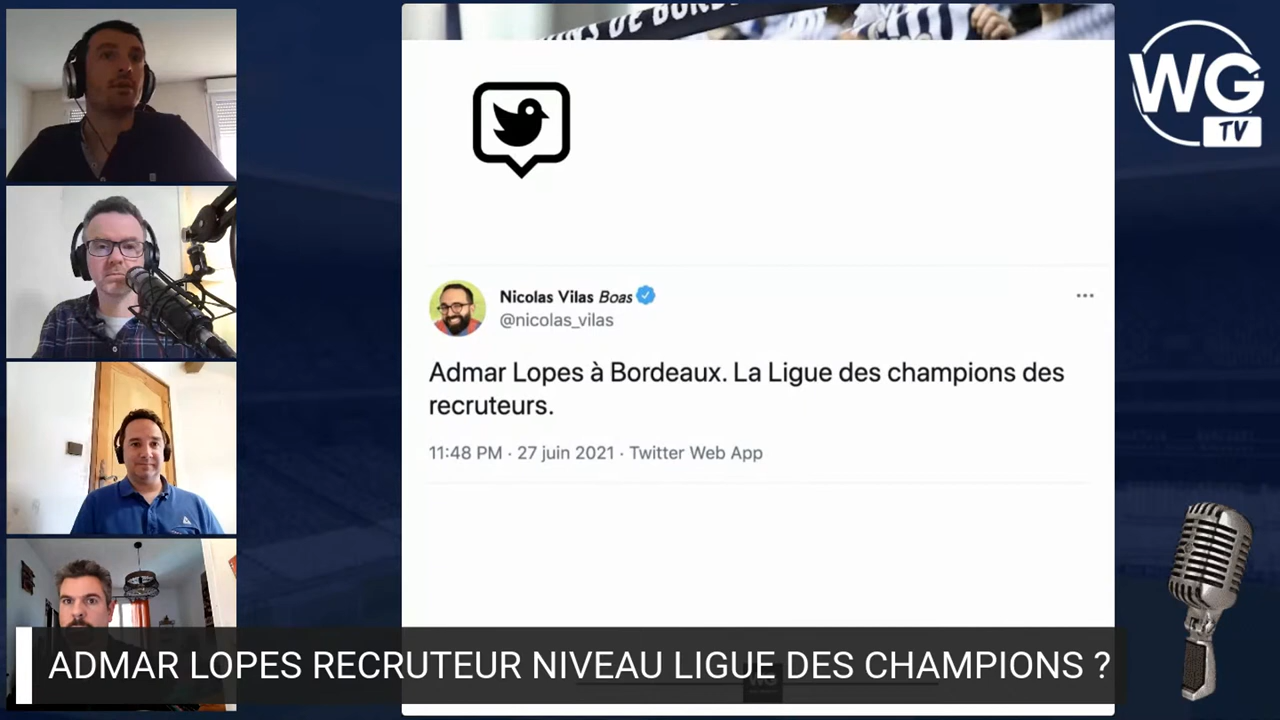 WG
TV
Nicolas Vilas Boas
@nicolas_vilas
Admar Lopes à Bordeaux. La Ligue des champions des
recruteurs.
11:48 PM · 27 juin 2021 · Twitter Web App
ADMAR LOPES RECRUTEUR NIVEAU LIGUE DES CHAMPIONS ?